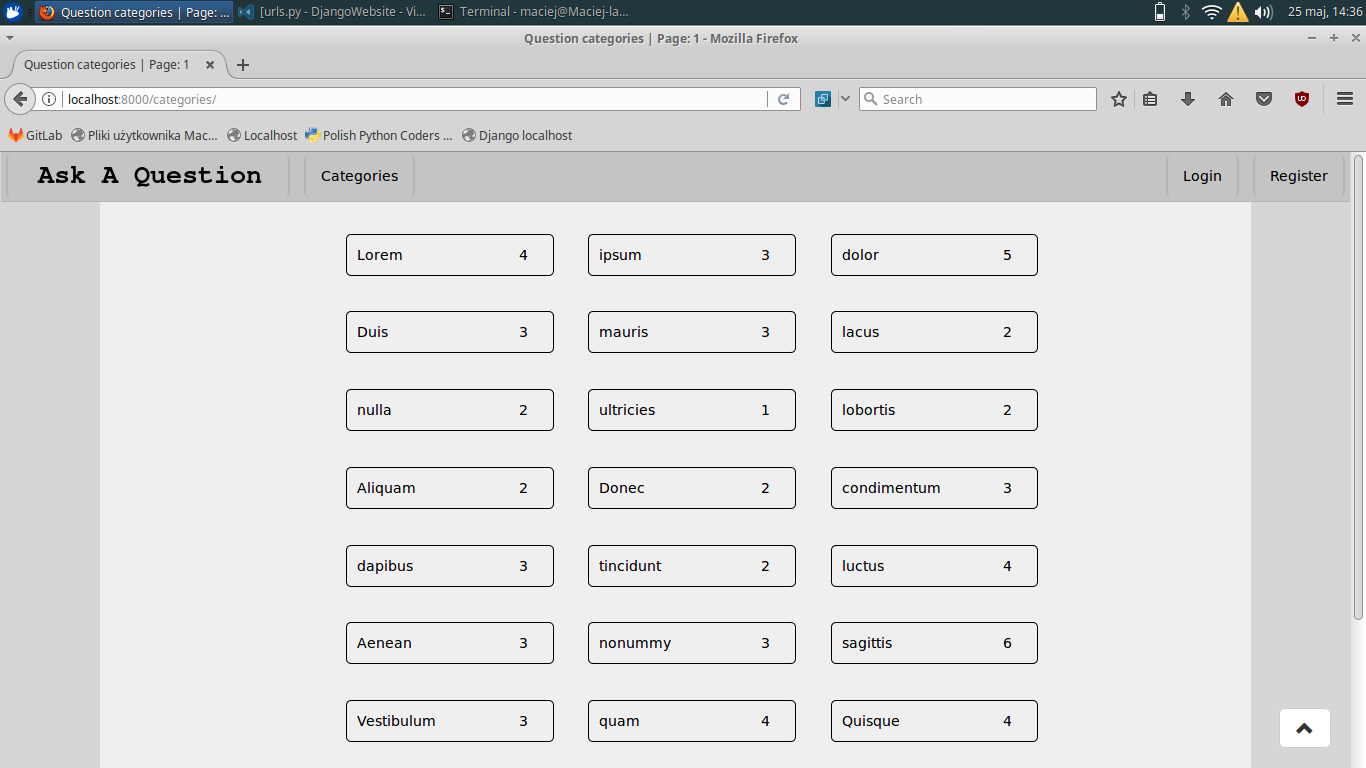 Question categories | Page: ... [urls.py - DjangoWebsite - Vi... Terminal - maciej@Maciej-la... 25 maj, 14:36
Question categories | Page: 1 - Mozilla Firefox
Question categories | Page: 1
localhost:8000/categories/ Search
GitLab Pliki użytkownika Mac... Localhost Polish Python Coders ... Django localhost
Ask A Question Categories Login Register
Lorem 4 ipsum 3 dolor 5
Duis 3 mauris 3 lacus 2
nulla 2 ultricies 1 lobortis 2
Aliquam 2 Donec 2 condimentum 3
dapibus 3 tincidunt 2 luctus 4
Aenean 3 nonummy 3 sagittis 6
Vestibulum 3 quam 4 Quisque 4